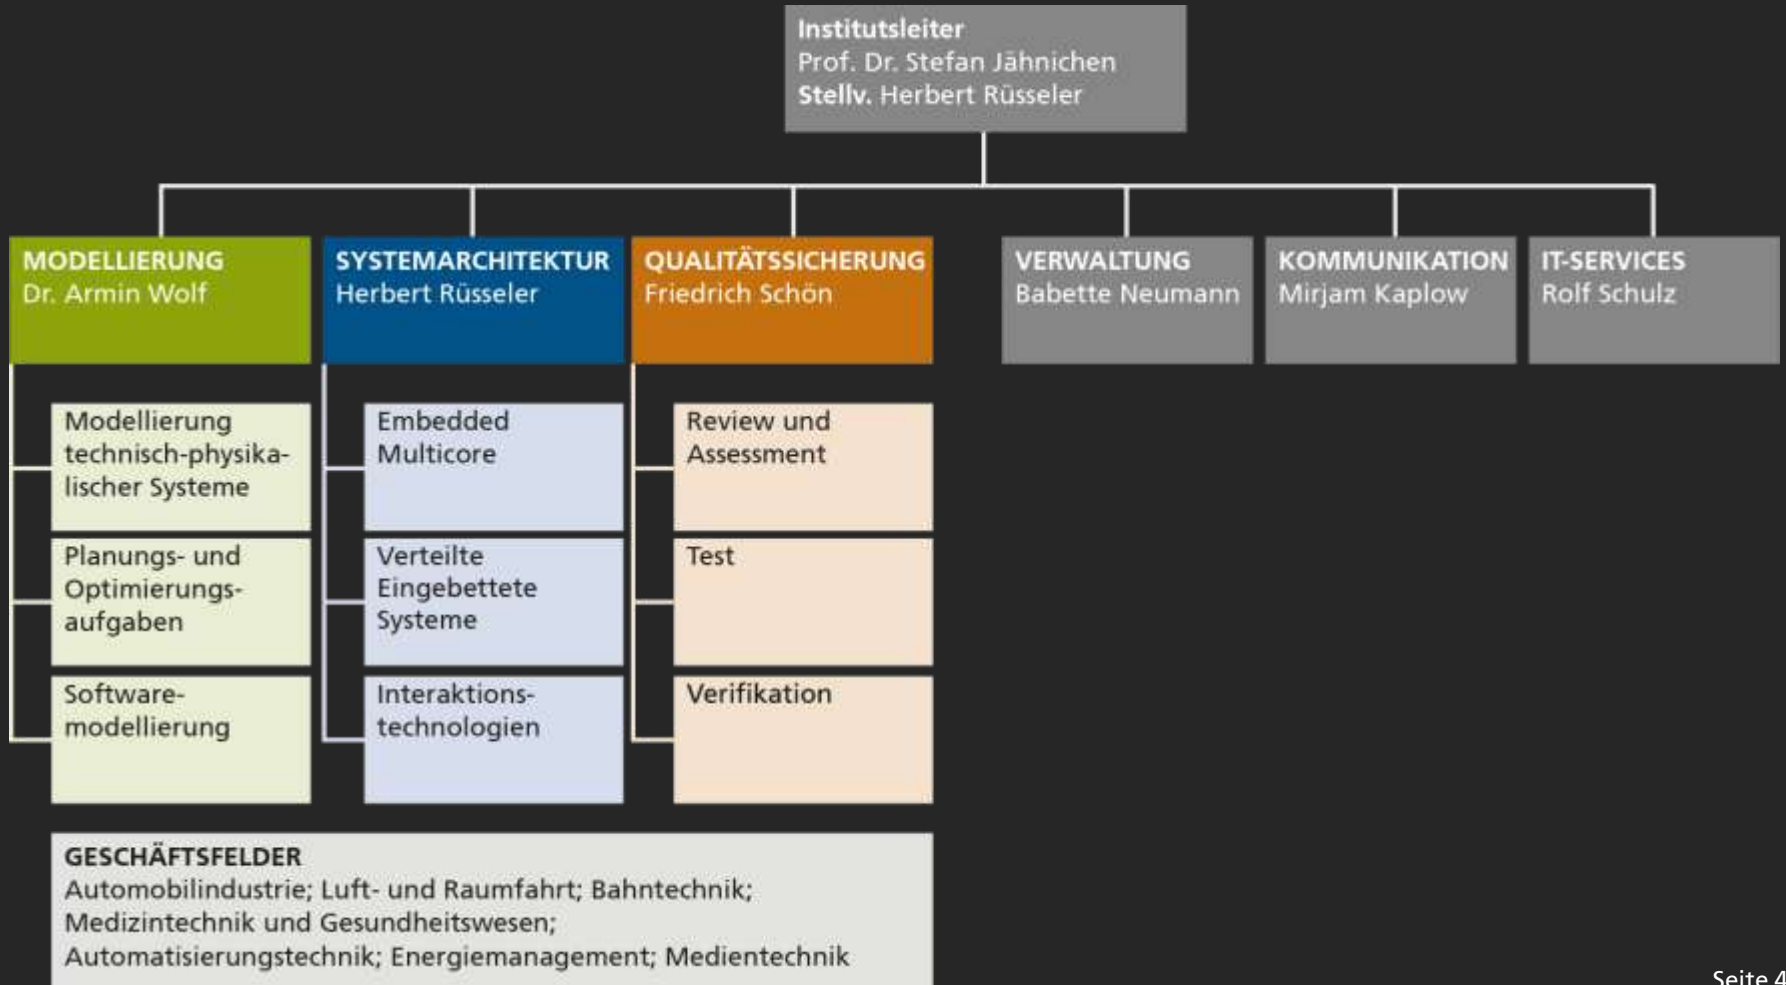 Institutsleiter
Prof. Dr. Stefan Jähnichen
Stellv. Herbert Rüsseler
MODELLIERUNG
Dr. Armin Wolf
SYSTEMARCHITEKTUR
Herbert Rüsseler
QUALITÄTSSICHERUNG
Friedrich Schön
VERWALTUNG
Babette Neumann
KOMMUNIKATION
Mirjam Kaplow
IT-SERVICES
Rolf Schulz
Modellierung
technisch-physika-
lischer Systeme
Planungs- und
Optimierungs-
aufgaben
Software-
modellierung
Embedded
Multicore
Verteilte
Eingebettete
Systeme
Interaktions-
technologien
Review und
Assessment
Test
Verifikation
GESCHÄFTSFELDER
Automobilindustrie; Luft- und Raumfahrt; Bahntechnik;
Medizintechnik und Gesundheitswesen;
Automatisierungstechnik; Energiemanagement; Medientechnik
Seite 4